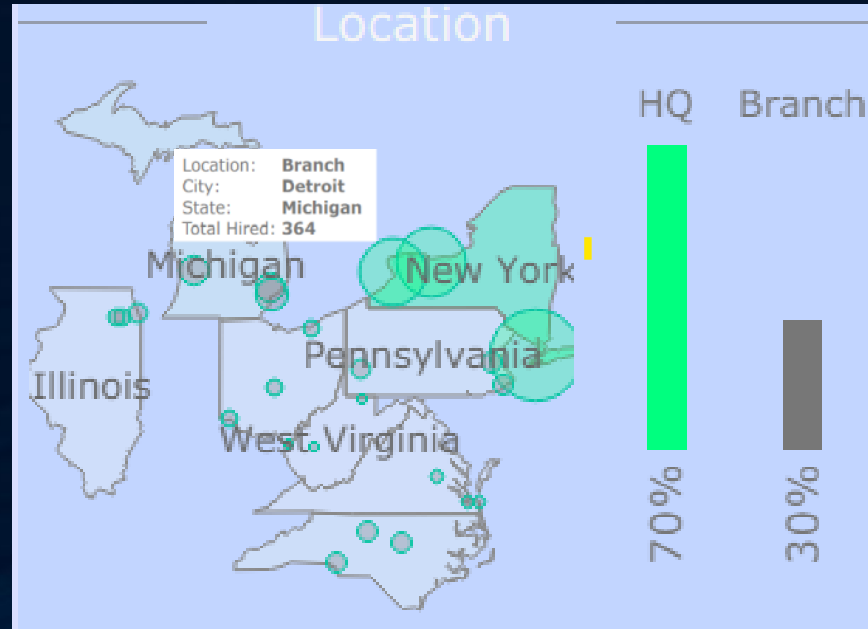 Location
HQ Branch
Location: Branch
City: Detroit
State: Michigan
Total Hired: 364
Michigan
New York
Pennsylvania
Illinois
West Virginia
70%
30%